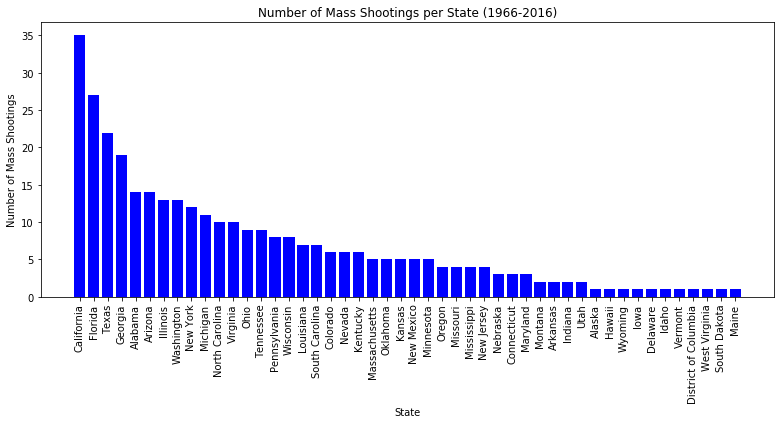 Number of Mass Shootings per State (1966-2016)
Number of Mass Shootings
35
30
25
20
15
10
5
0
California
Florida
Texas
Georgia
Alabama
Arizona
Illinois
Washington
New York
Michigan
North Carolina
Virginia
Ohio
Tennessee
Pennsylvania
Wisconsin
Louisiana
South Carolina
Colorado
Nevada
Kentucky
Massachusetts
Oklahoma
Kansas
New Mexico
Minnesota
Oregon
Missouri
Mississippi
New Jersey
Nebraska
Connecticut
Maryland
Montana
Arkansas
Indiana
Utah
Alaska
Hawaii
Wyoming
Iowa
Delaware
Idaho
Vermont
District of Columbia
West Virginia
South Dakota
Maine
State